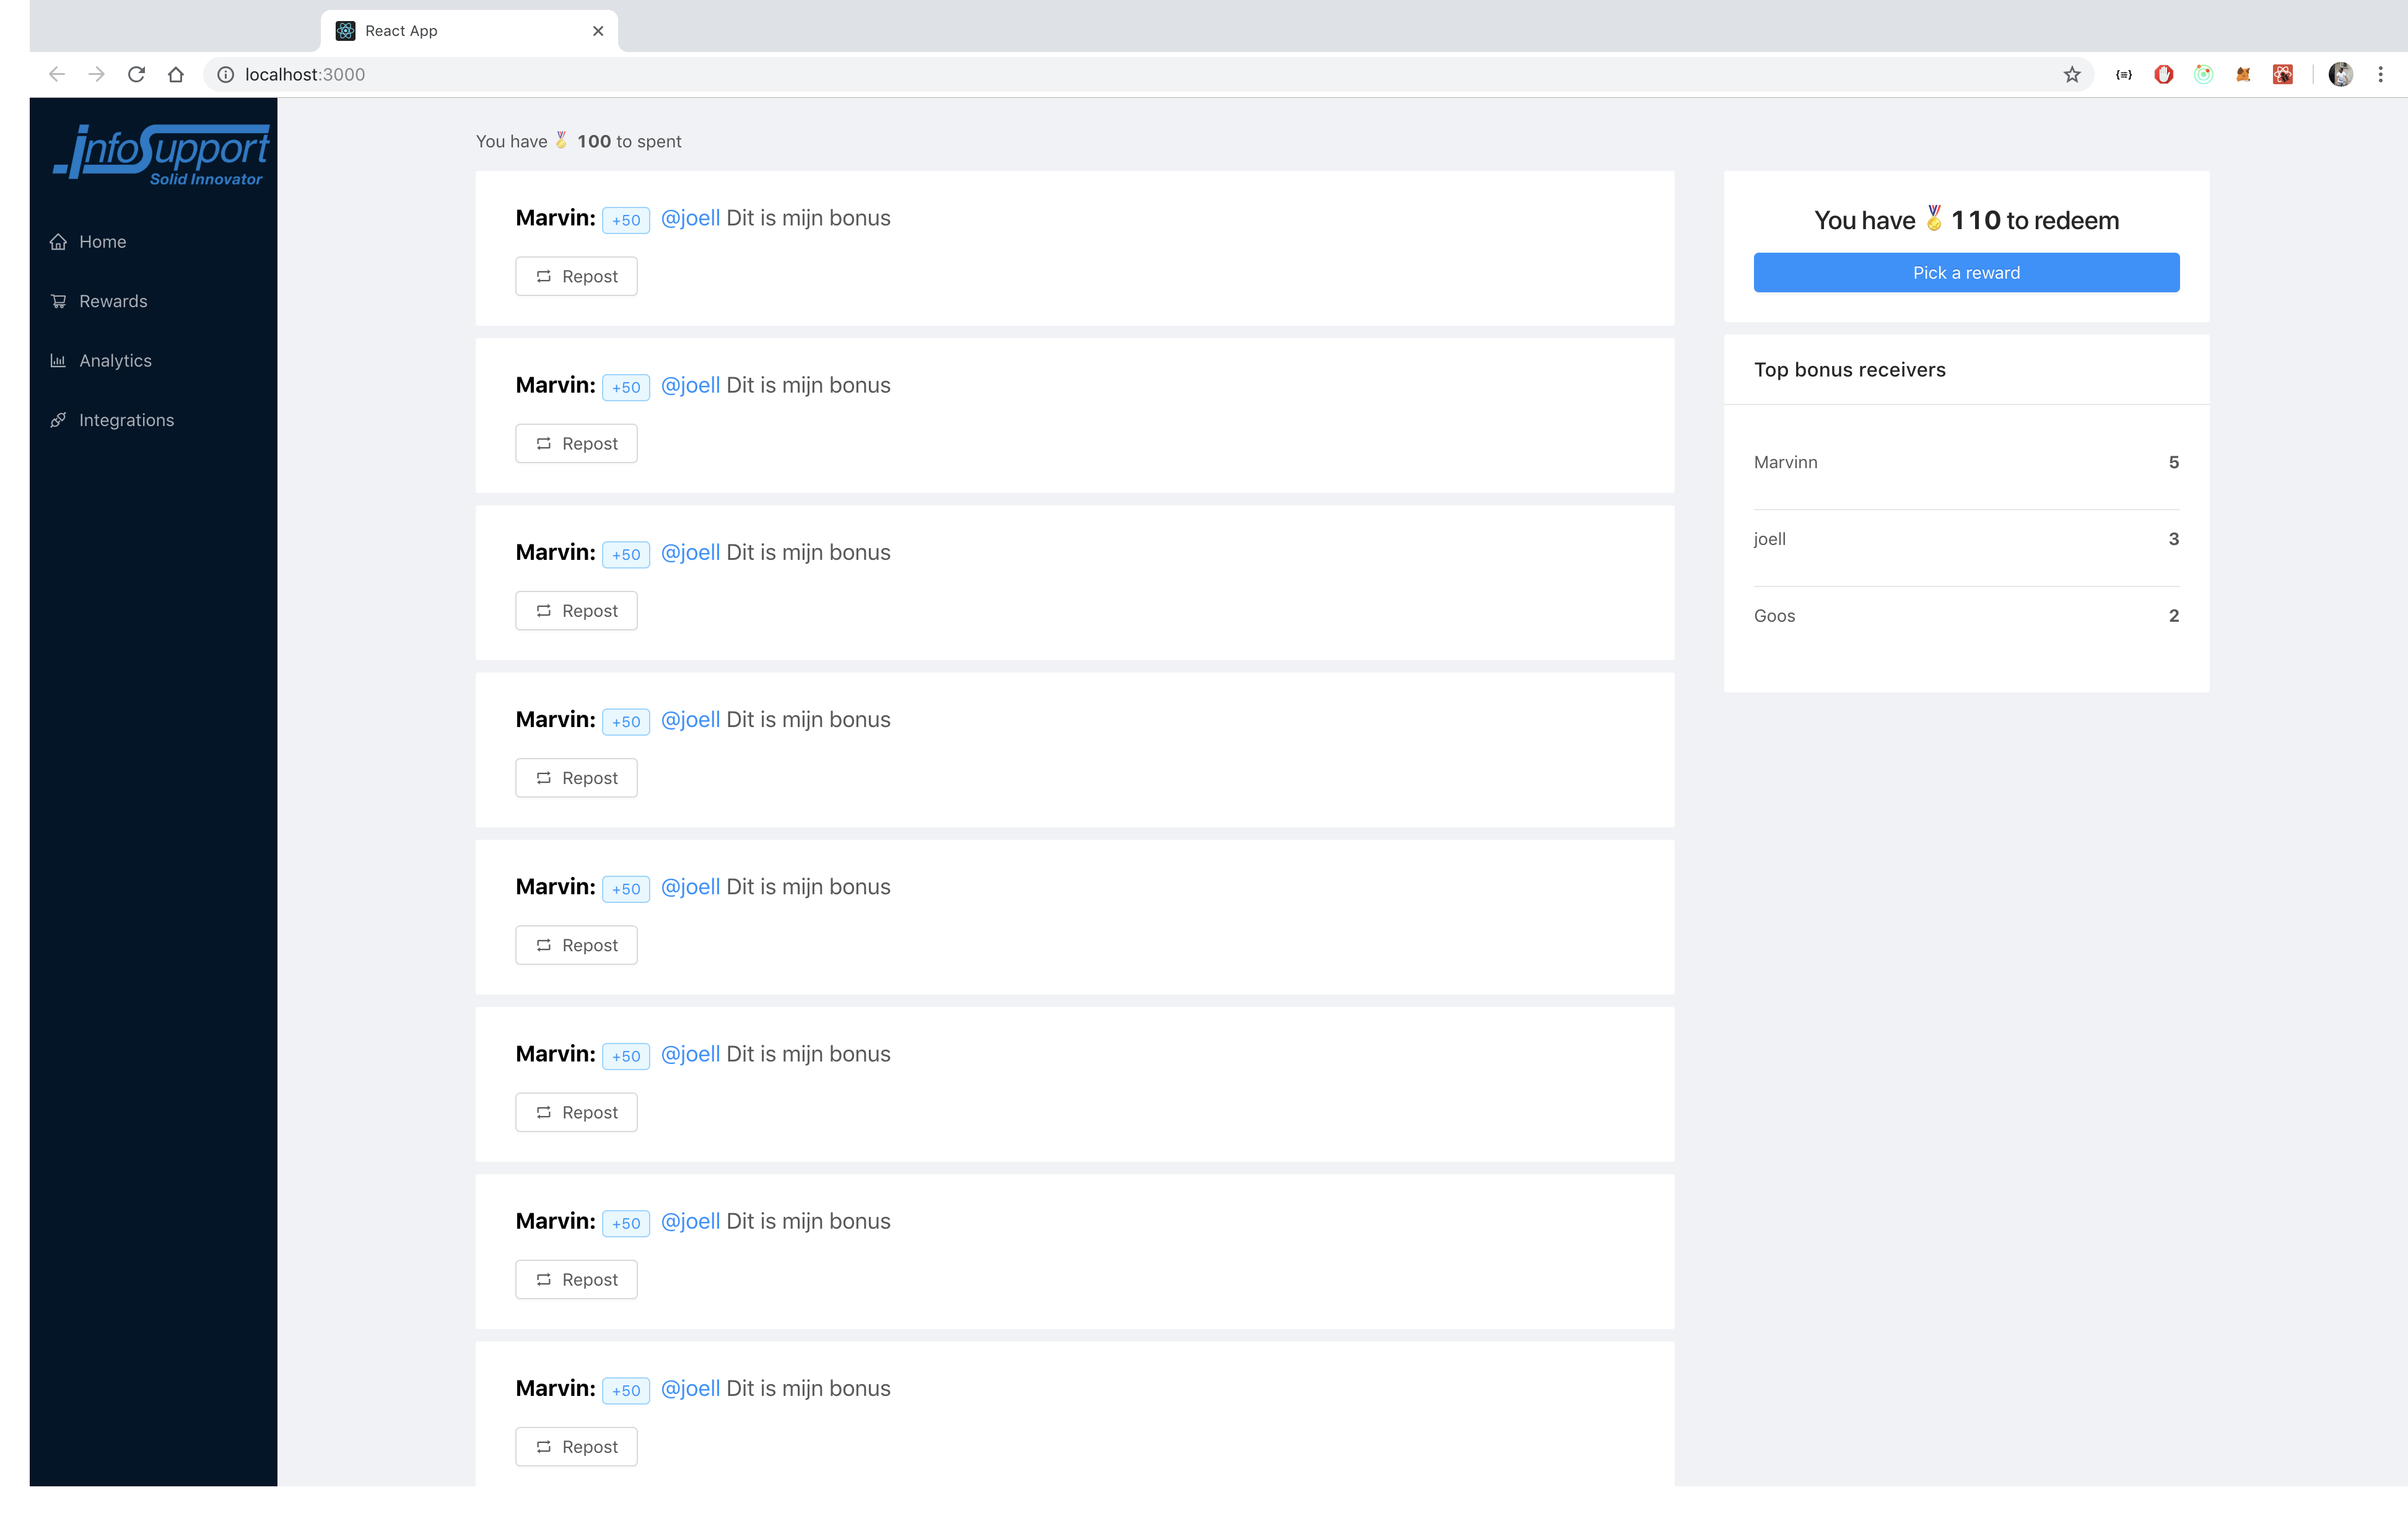 React App
localhost:3000
.InfoSupport
Solid Innovator
Home
Rewards
Analytics
Integrations
You have 🏅 100 to spent
Marvin: +50 @joell Dit is mijn bonus
Repost
Marvin: +50 @joell Dit is mijn bonus
Repost
Marvin: +50 @joell Dit is mijn bonus
Repost
Marvin: +50 @joell Dit is mijn bonus
Repost
Marvin: +50 @joell Dit is mijn bonus
Repost
Marvin: +50 @joell Dit is mijn bonus
Repost
Marvin: +50 @joell Dit is mijn bonus
Repost
Marvin: +50 @joell Dit is mijn bonus
Repost
You have 🏅 110 to redeem
Pick a reward
Top bonus receivers
Marvinn 5
joell 3
Goos 2